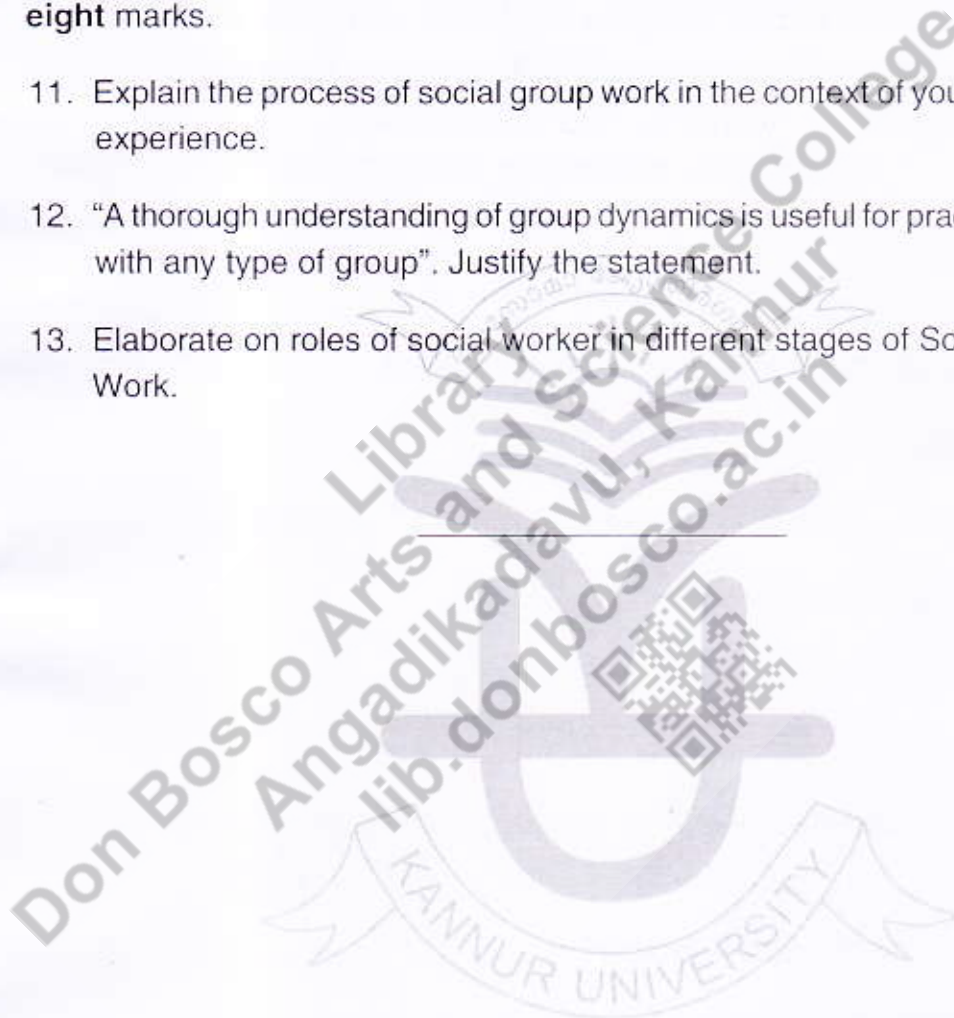 eight marks.
11. Explain the process of social group work in the context of you
experience.
12. “A thorough understanding of group dynamics is useful for pra
with any type of group”. Justify the statement.
13. Elaborate on roles of social worker in different stages of So
Work.
Library
Don Bosco Arts and Science College
Angadikadavu, Kannur
lib.donbosco.ac.in
KANNUR UNIVERSITY